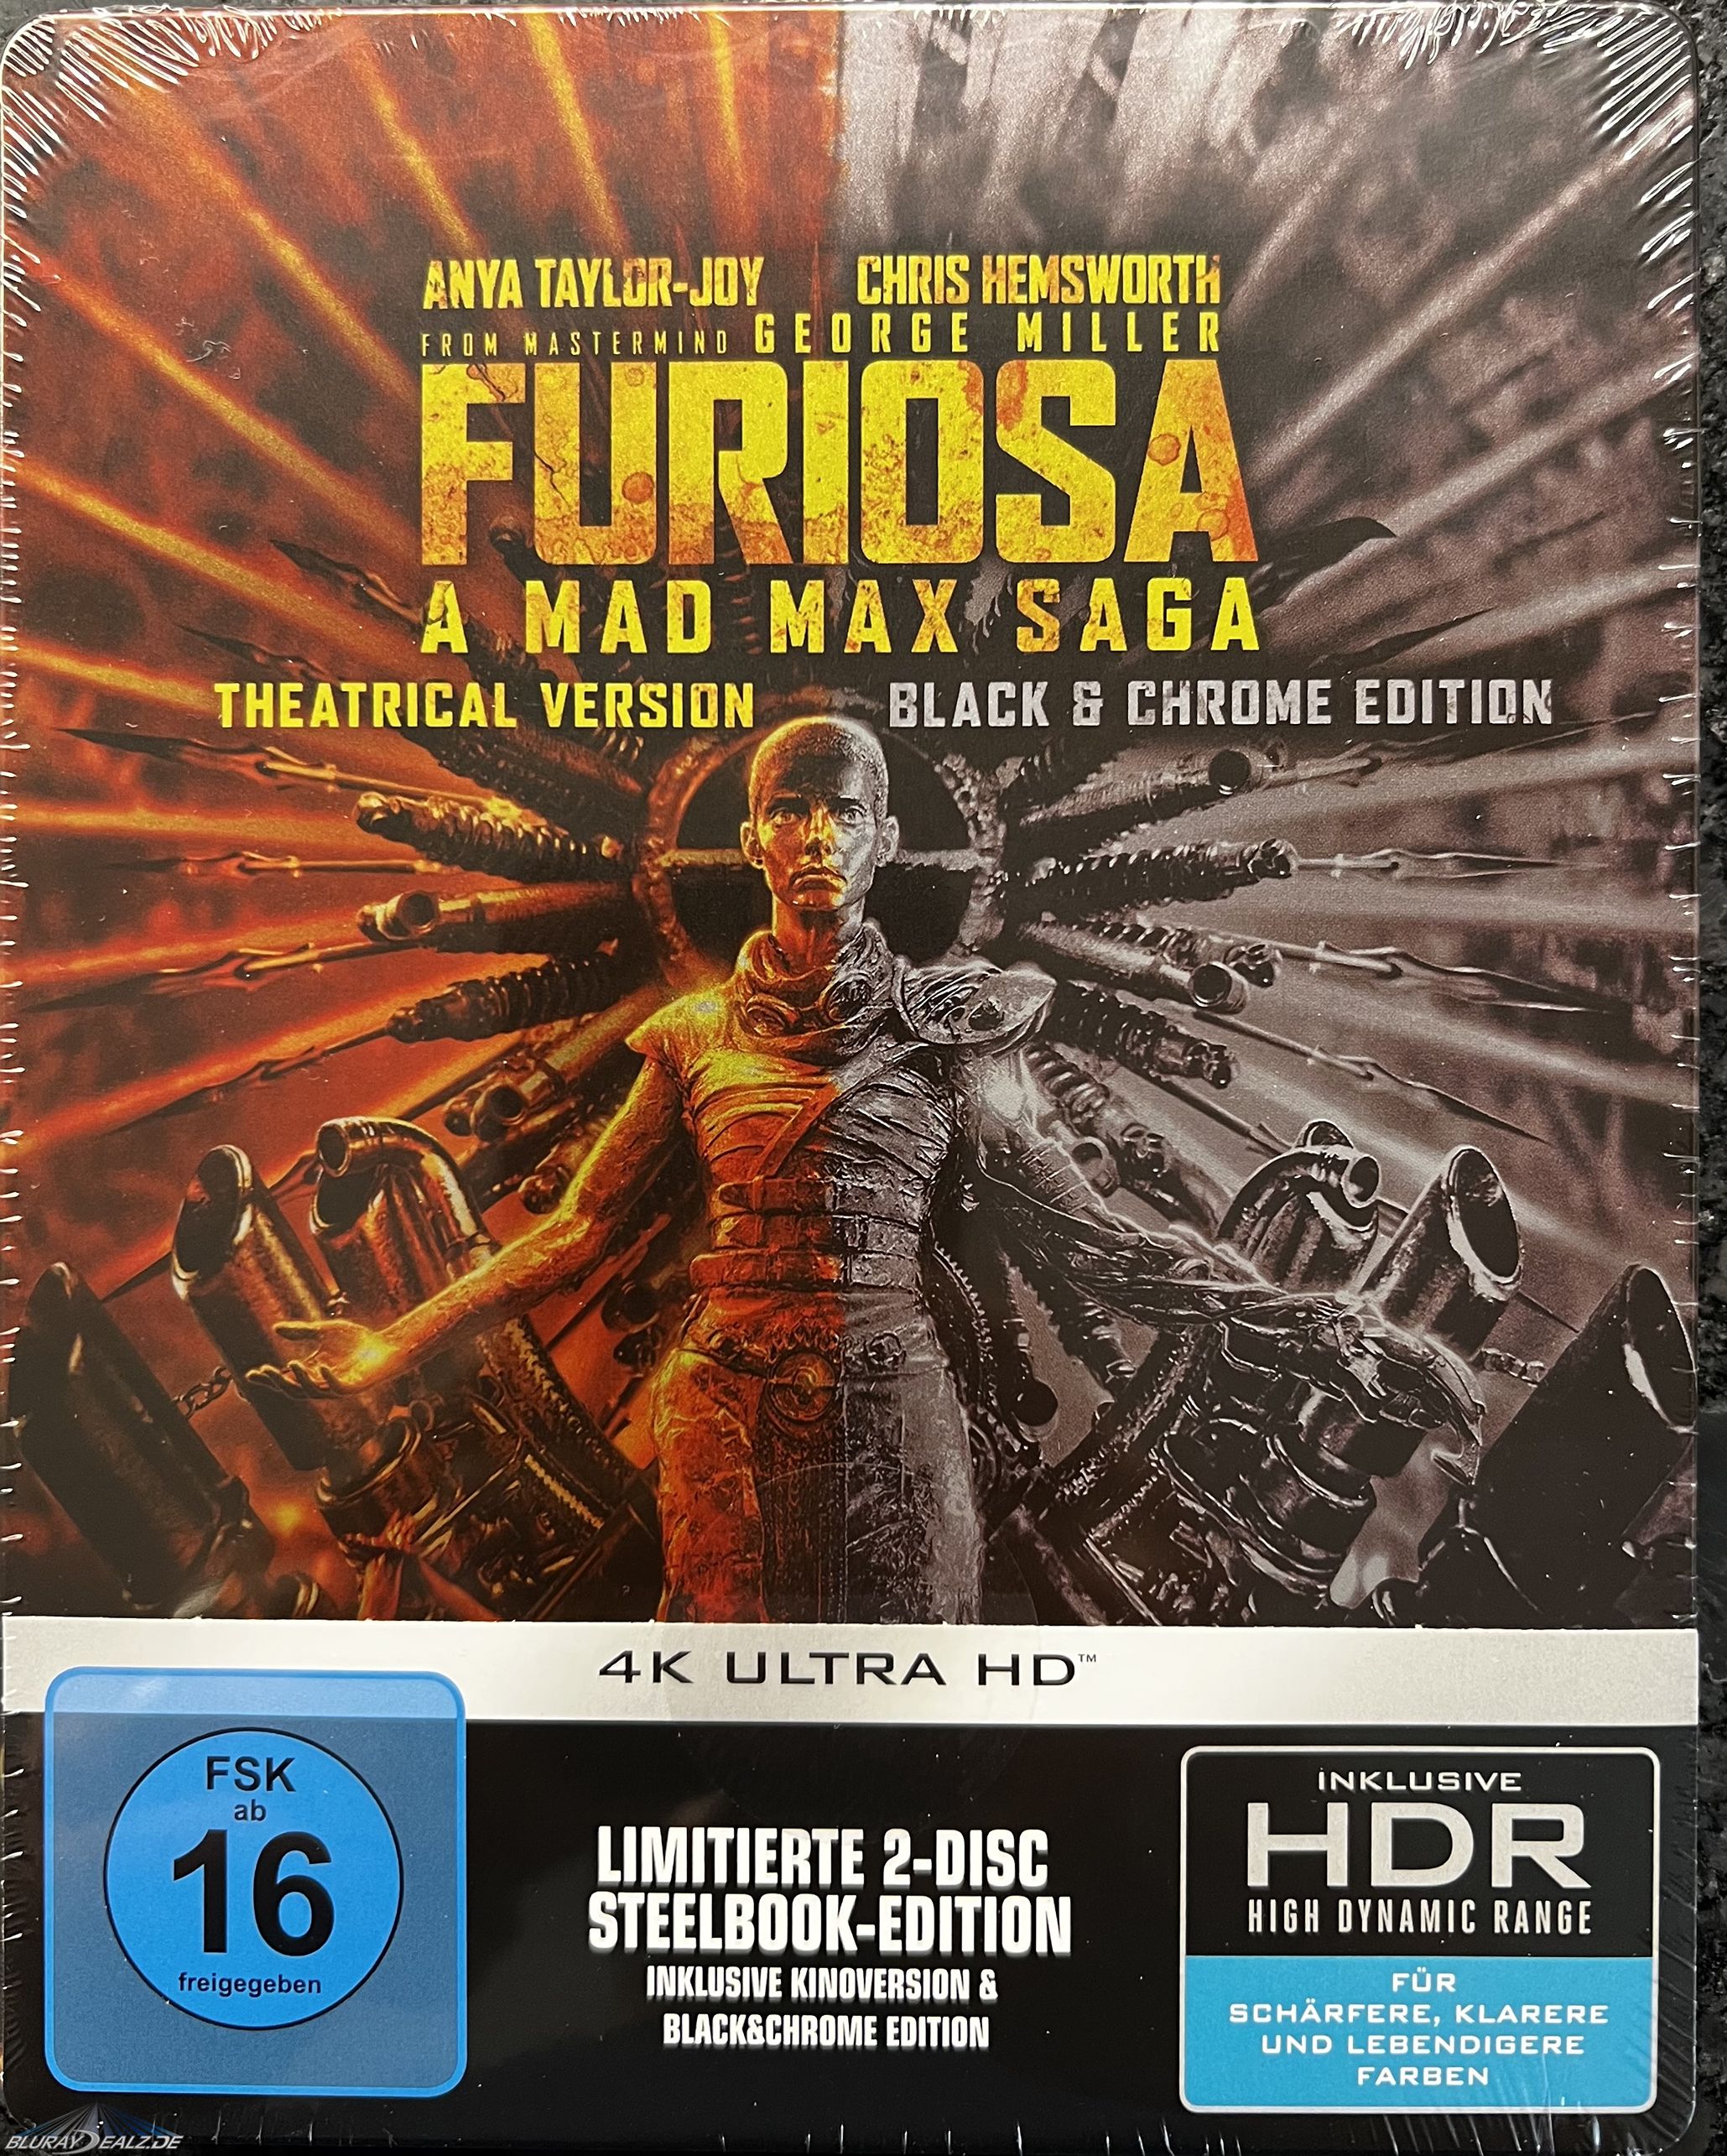 ANYA TAYLOR-JOY CHRIS HEMSWORTH
FROM MASTERMIND GEORGE MILLER
FURIOSA
A MAD MAX SAGA
THEATRICAL VERSION BLACK & CHROME EDITION
4K ULTRA HD™
FSK
ab
16
freigegeben
LIMITIERTE 2-DISC
STEELBOOK-EDITION
INKLUSIVE KINOVERSION &
BLACK&CHROME EDITION
INKLUSIVE
HDR
HIGH DYNAMIC RANGE
FÜR
SCHÄRFERE, KLARERE
UND LEBENDIGERE
FARBEN
BLURAYDEALZ.DE